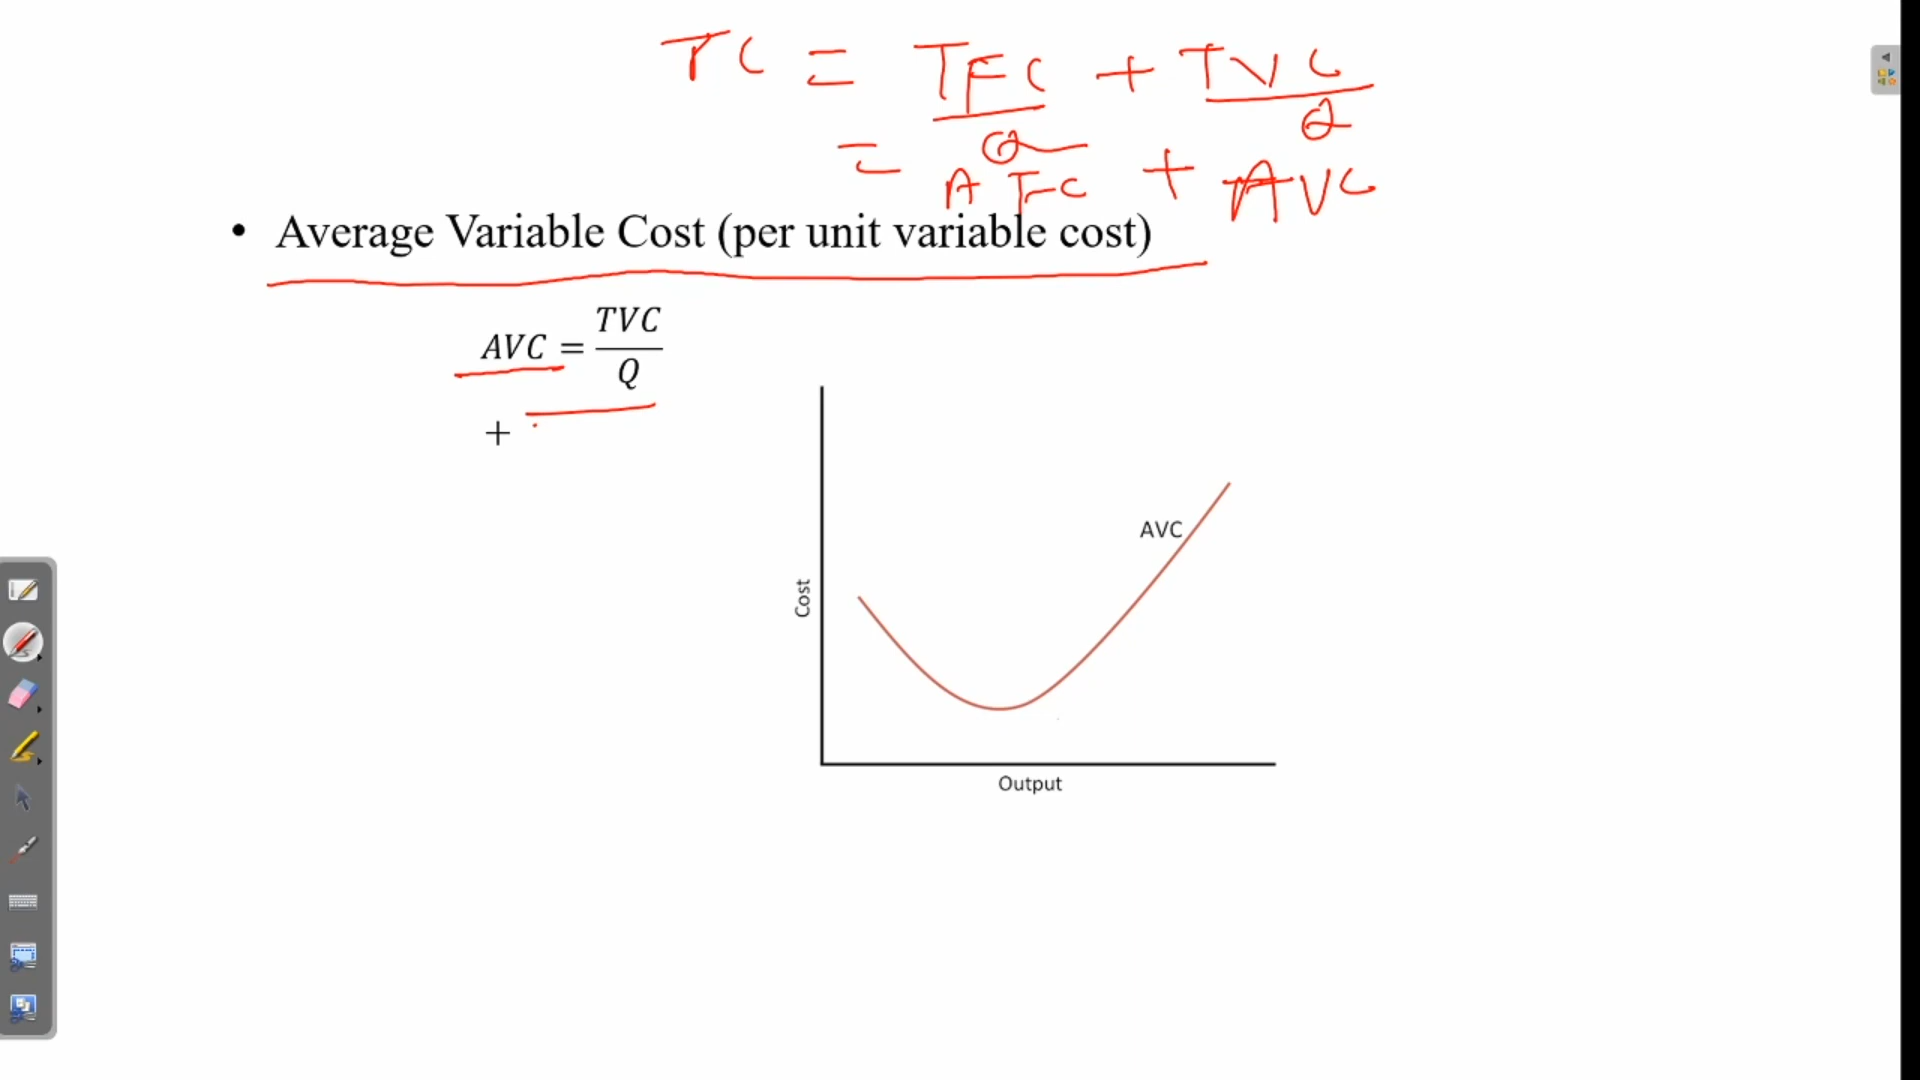 TC = TFC + TVC
Q Q
= AFC + AVC
• Average Variable Cost (per unit variable cost)
AVC = TVC
Q
AVC
Cost
Output